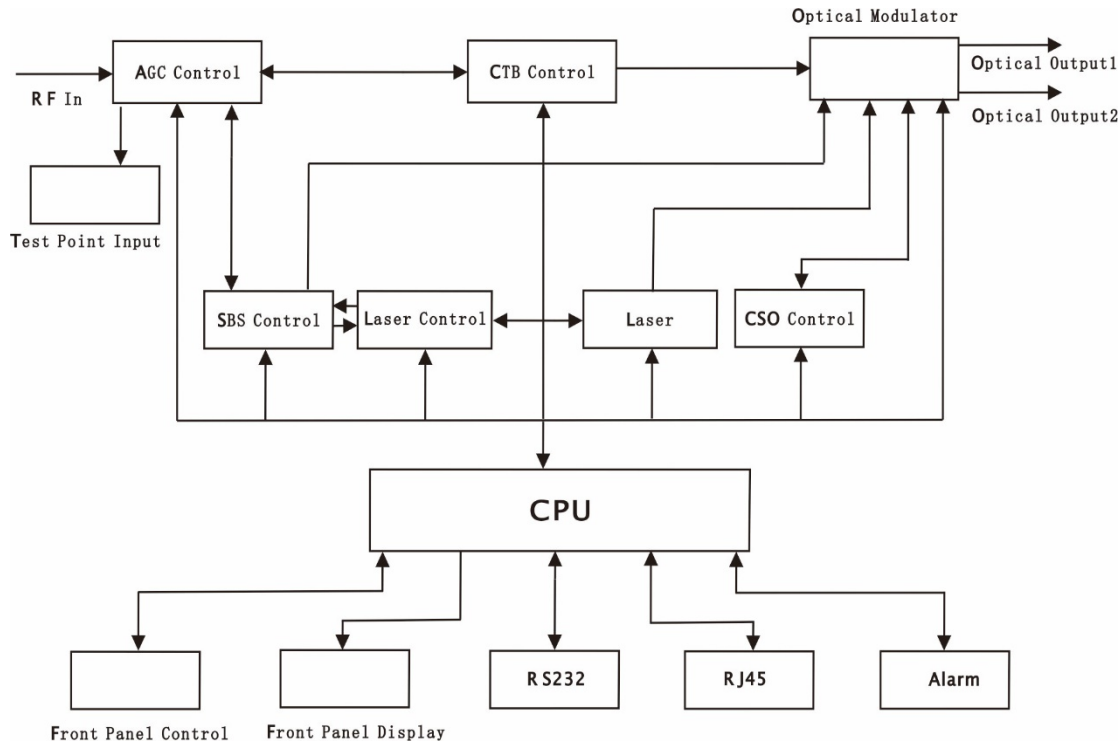 Optical Modulator
AGC Control
CTB Control
Optical Output1
RF In
Optical Output2
Test Point Input
SBS Control
Laser Control
Laser
CSO Control
CPU
RS232
RJ45
Alarm
Front Panel Control
Front Panel Display